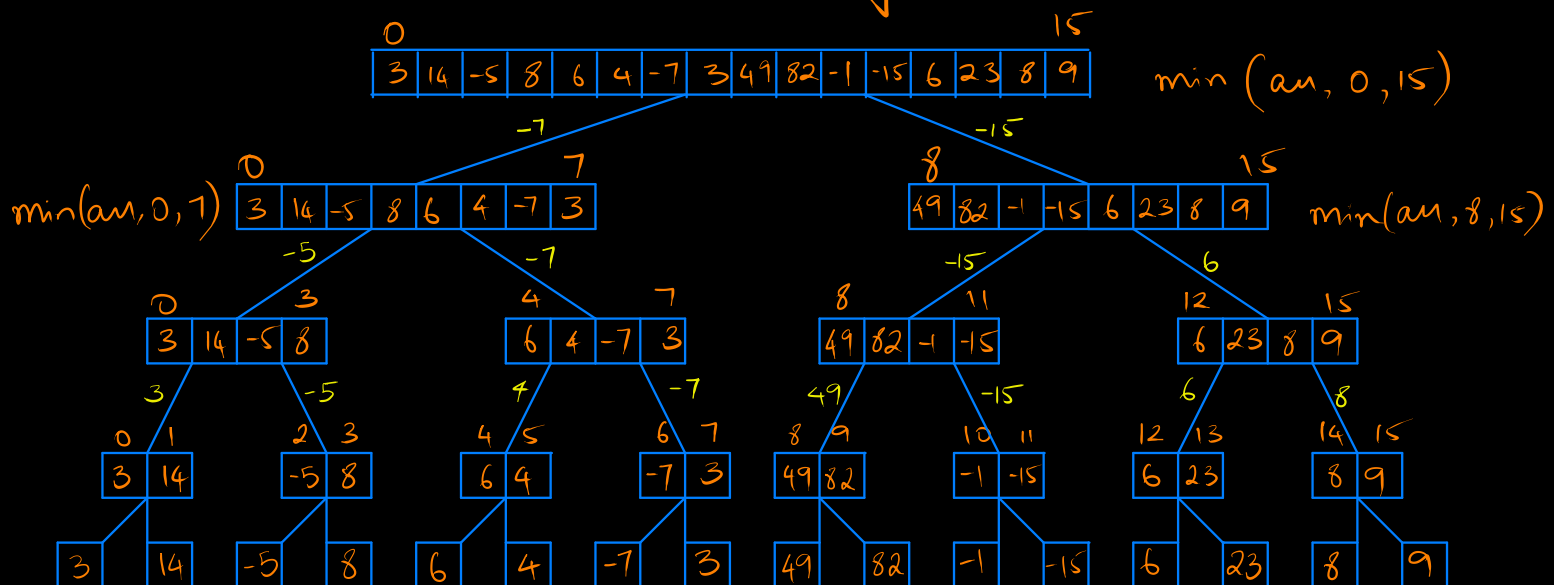 0 15
3 14 -5 8 6 4 -7 3 49 82 -1 -15 6 23 8 9 min (arr, 0, 15)
-7 -15
0 7 8 15
min(arr, 0, 7) 3 14 -5 8 6 4 -7 3 49 82 -1 -15 6 23 8 9 min(arr, 8, 15)
-5 -7 -15 6
0 3 4 7 8 11 12 15
3 14 -5 8 6 4 -7 3 49 82 -1 -15 6 23 8 9
3 -5 4 -7 49 -15 6 8
0 1 2 3 4 5 6 7 8 9 10 11 12 13 14 15
3 14 -5 8 6 4 -7 3 49 82 -1 -15 6 23 8 9
3 14 -5 8 6 4 -7 3 49 82 -1 -15 6 23 8 9